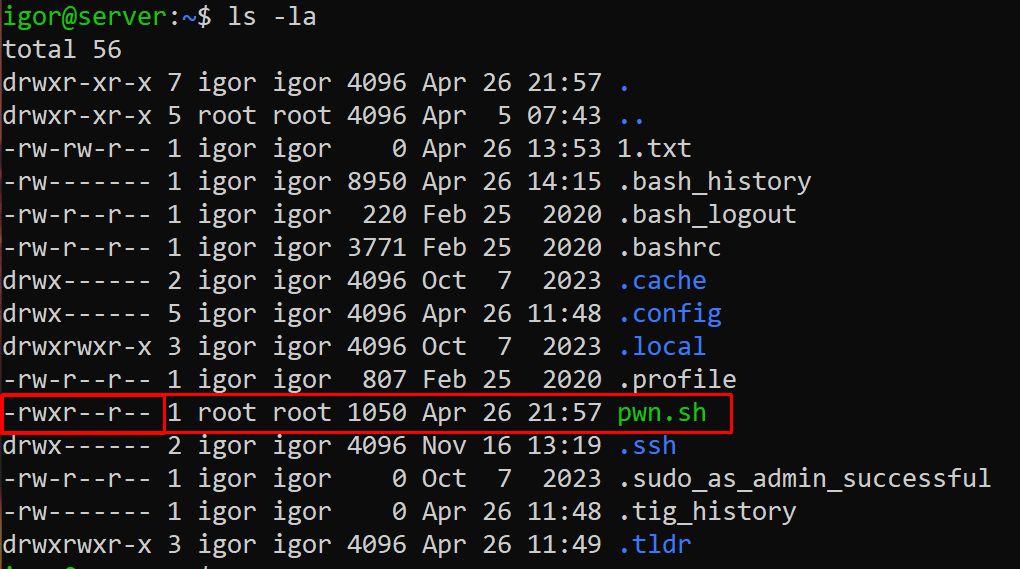 igor@server:~$ ls -la
total 56
drwxr-xr-x 7 igor igor 4096 Apr 26 21:57 .
drwxr-xr-x 5 root root 4096 Apr  5 07:43 ..
-rw-rw-r-- 1 igor igor    0 Apr 26 13:53 1.txt
-rw------- 1 igor igor 8950 Apr 26 14:15 .bash_history
-rw-r--r-- 1 igor igor  220 Feb 25  2020 .bash_logout
-rw-r--r-- 1 igor igor 3771 Feb 25  2020 .bashrc
drwx------ 2 igor igor 4096 Oct  7  2023 .cache
drwx------ 5 igor igor 4096 Apr 26 11:48 .config
drwxrwxr-x 3 igor igor 4096 Oct  7  2023 .local
-rw-r--r-- 1 igor igor  807 Feb 25  2020 .profile
-rwxr--r-- 1 root root 1050 Apr 26 21:57 pwn.sh
drwx------ 2 igor igor 4096 Nov 16 13:19 .ssh
-rw-r--r-- 1 igor igor    0 Oct  7  2023 .sudo_as_admin_successful
-rw------- 1 igor igor    0 Apr 26 11:48 .tig_history
drwxrwxr-x 3 igor igor 4096 Apr 26 11:49 .tldr